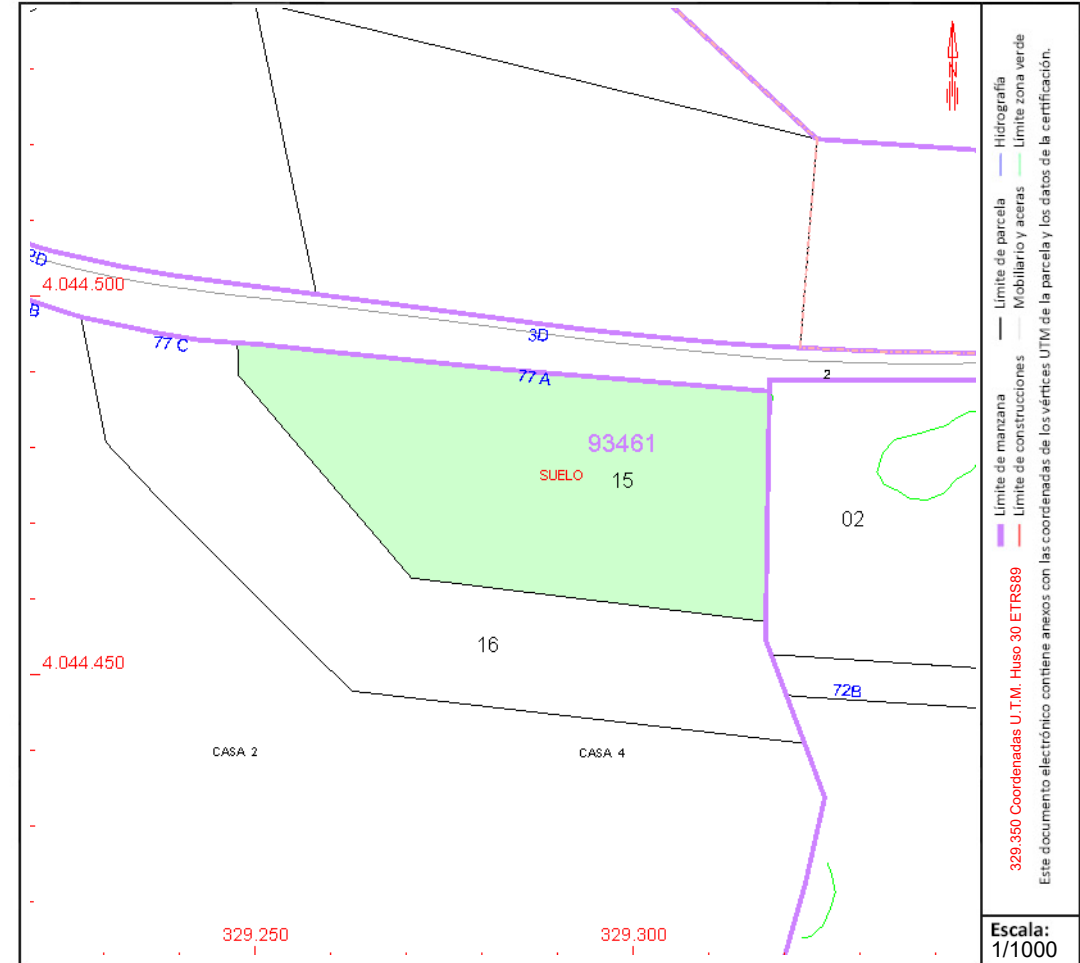 N
2D
4.044.500
B
77 C
3D
77 A
2
93461
SUELO
15
02
16
4.044.450
72B
CASA 2
CASA 4
329.250
329.300
329.350 Coordenadas U.T.M. Huso 30 ETRS89
Límite de manzana
Límite de parcela
Hidrografía
Límite de construcciones
Mobiliario y aceras
Límite zona verde
Este documento electrónico contiene anexos con las coordenadas de los vértices UTM de la parcela y los datos de la certificación.
Escala:
1/1000